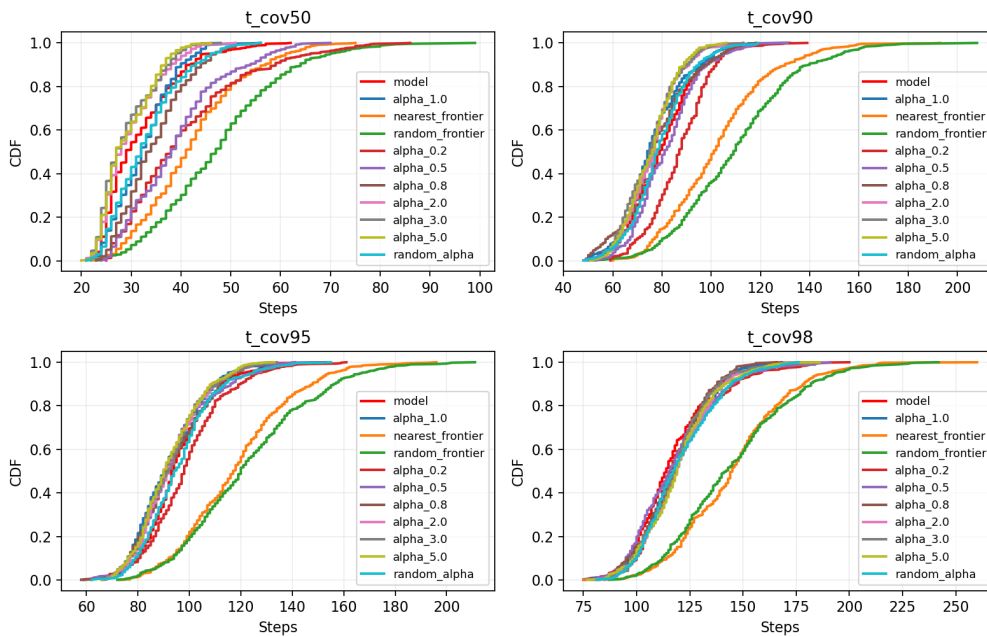 t_cov50
CDF
1.0
0.8
0.6
0.4
0.2
0.0
20 30 40 50 60 70 80 90 100
Steps
model
alpha_1.0
nearest_frontier
random_frontier
alpha_0.2
alpha_0.5
alpha_0.8
alpha_2.0
alpha_3.0
alpha_5.0
random_alpha
t_cov90
CDF
1.0
0.8
0.6
0.4
0.2
0.0
40 60 80 100 120 140 160 180 200
Steps
model
alpha_1.0
nearest_frontier
random_frontier
alpha_0.2
alpha_0.5
alpha_0.8
alpha_2.0
alpha_3.0
alpha_5.0
random_alpha
t_cov95
CDF
1.0
0.8
0.6
0.4
0.2
0.0
60 80 100 120 140 160 180 200
Steps
model
alpha_1.0
nearest_frontier
random_frontier
alpha_0.2
alpha_0.5
alpha_0.8
alpha_2.0
alpha_3.0
alpha_5.0
random_alpha
t_cov98
CDF
1.0
0.8
0.6
0.4
0.2
0.0
75 100 125 150 175 200 225 250
Steps
model
alpha_1.0
nearest_frontier
random_frontier
alpha_0.2
alpha_0.5
alpha_0.8
alpha_2.0
alpha_3.0
alpha_5.0
random_alpha